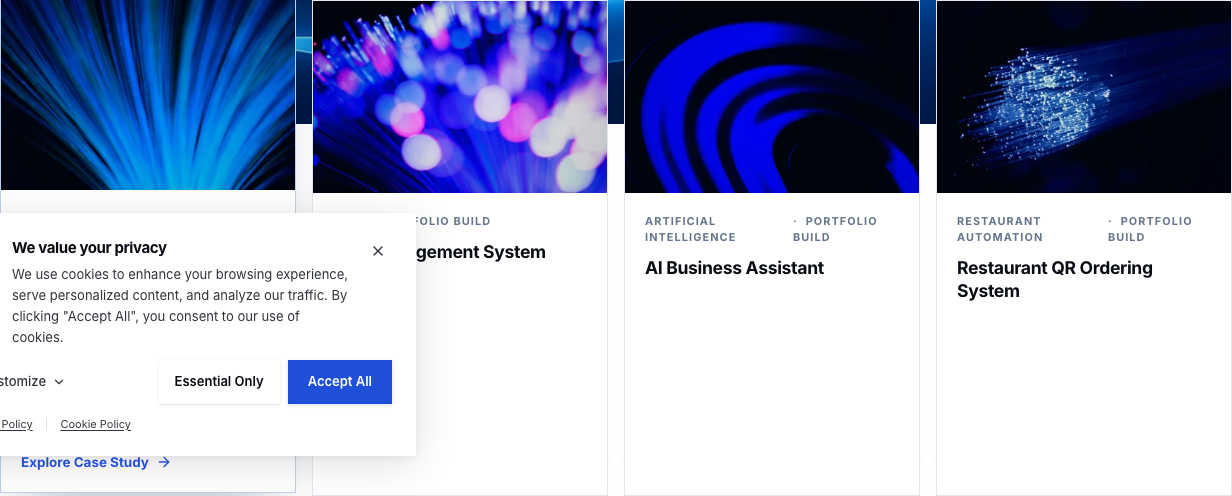 FOLIO BUILD
gement System
ARTIFICIAL INTELLIGENCE
· PORTFOLIO BUILD
AI Business Assistant
RESTAURANT AUTOMATION
· PORTFOLIO BUILD
Restaurant QR Ordering
System
We value your privacy
We use cookies to enhance your browsing experience,
serve personalized content, and analyze our traffic. By
clicking "Accept All", you consent to our use of
cookies.
stomize
Essential Only
Accept All
Policy
Cookie Policy
Explore Case Study →